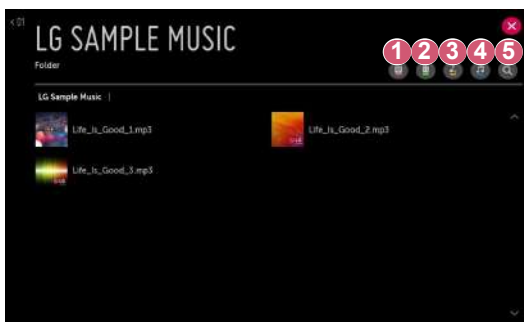 < 01
LG SAMPLE MUSIC
Folder
1 2 3 4 5
LG Sample Music
Life_Is_Good_1.mp3
Life_Is_Good_2.mp3
Life_Is_Good_3.mp3